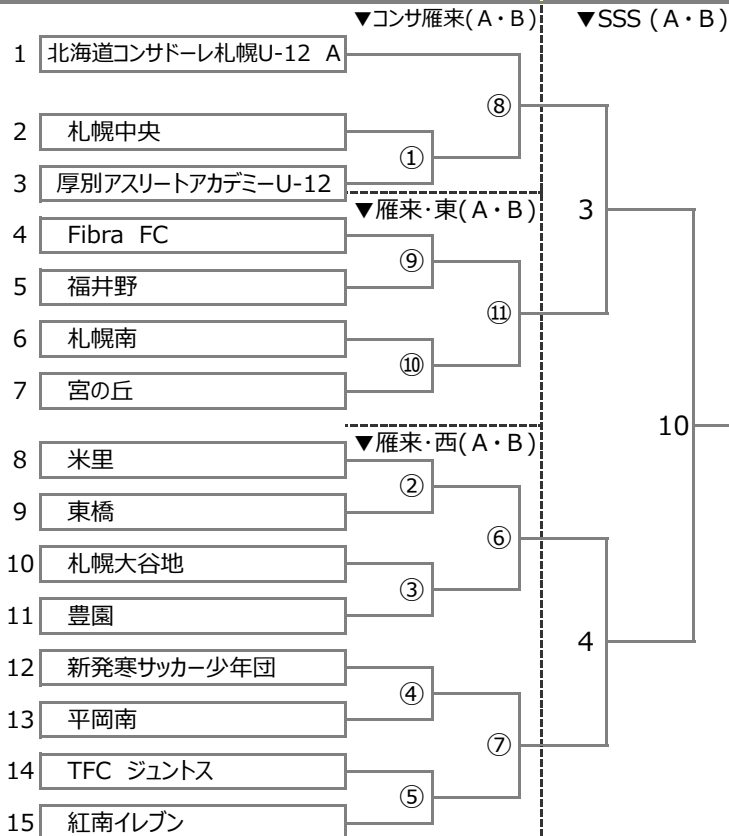 ▼コンサ雁来(A・B) ▼SSS (A・B)
1 北海道コンサドーレ札幌U-12 A
⑧
2 札幌中央
①
3 厚別アスリートアカデミーU-12
▼雁来・東(A・B) 3
4 Fibra FC
⑨
5 福井野
⑪
6 札幌南
⑩
7 宮の丘
10
▼雁来・西(A・B)
8 米里
②
9 東橋
⑥
10 札幌大谷地
③
11 豊園
4
12 新発寒サッカー少年団
④
13 平岡南
⑦
14 TFC ジュントス
⑤
15 紅南イレブン